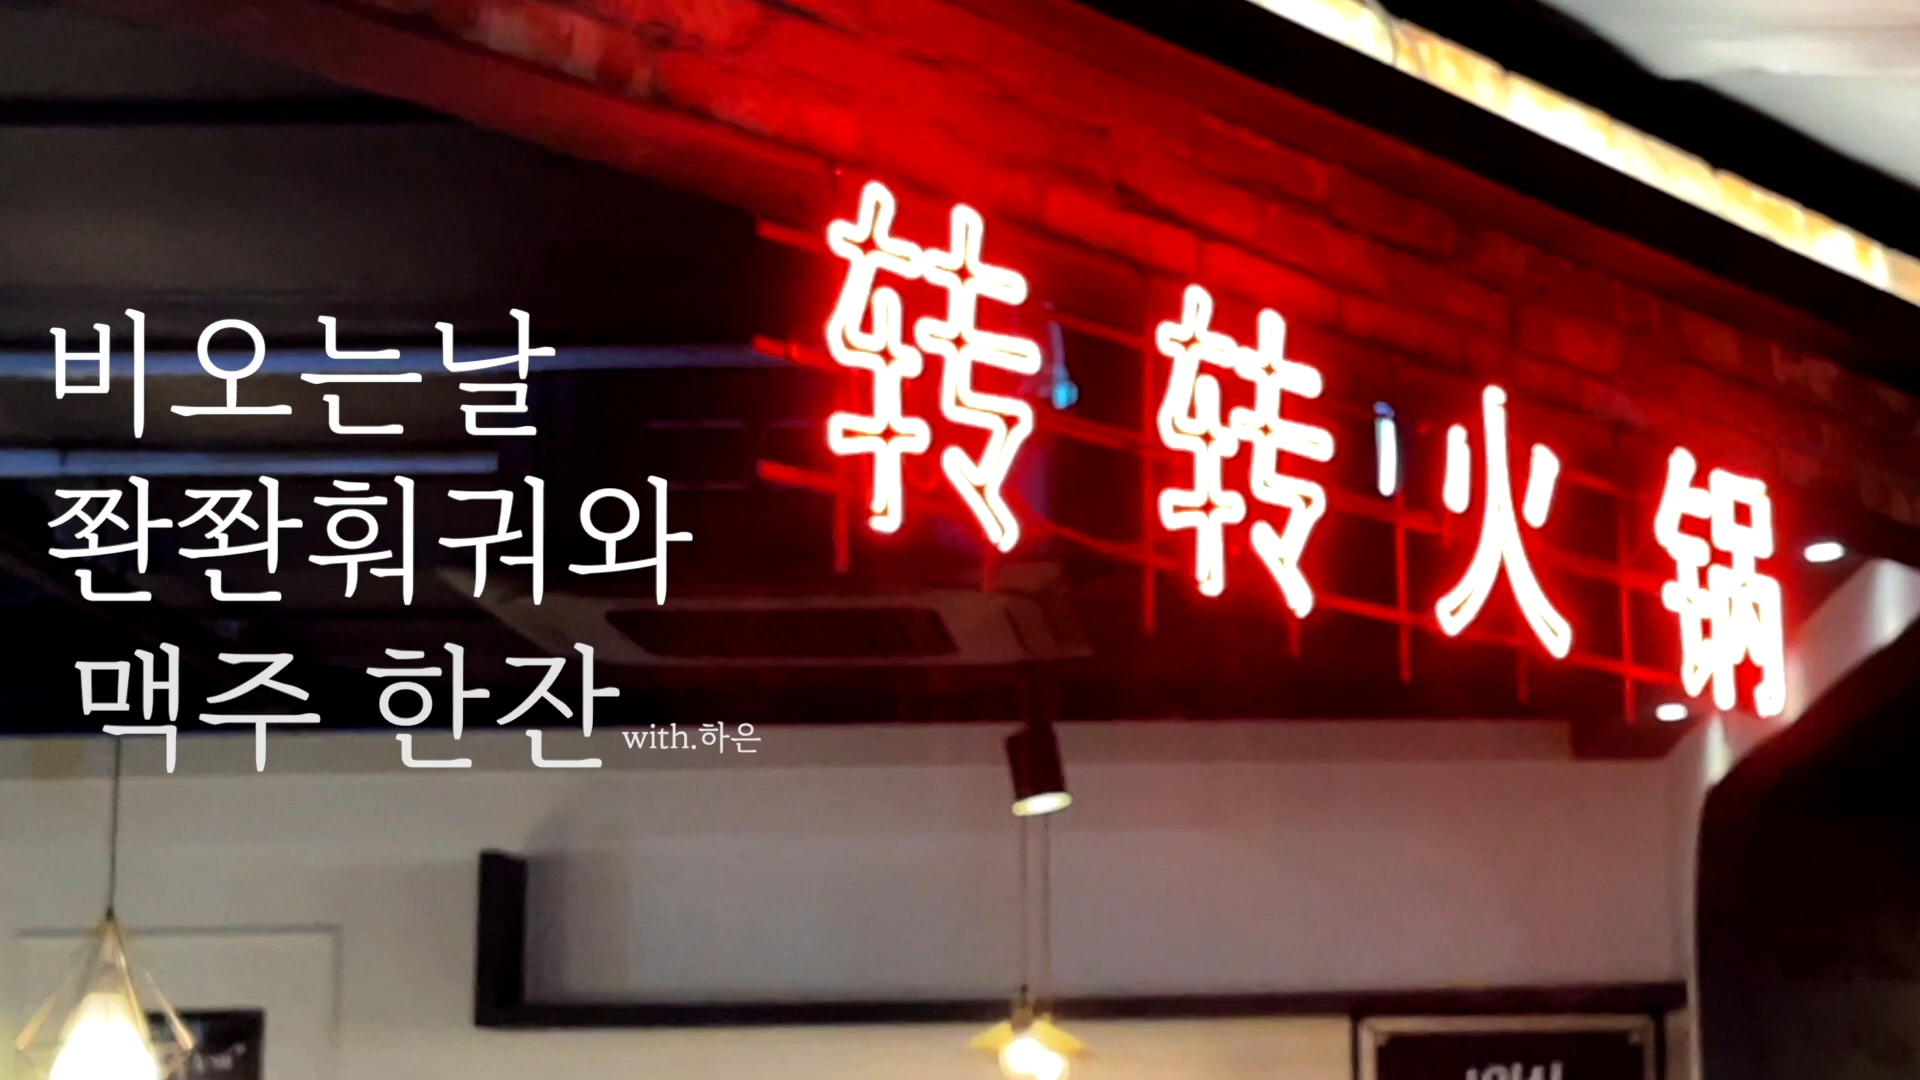 비오는날
쫜쫜훠궈와
맥주 한잔
with.하은
转转火锅